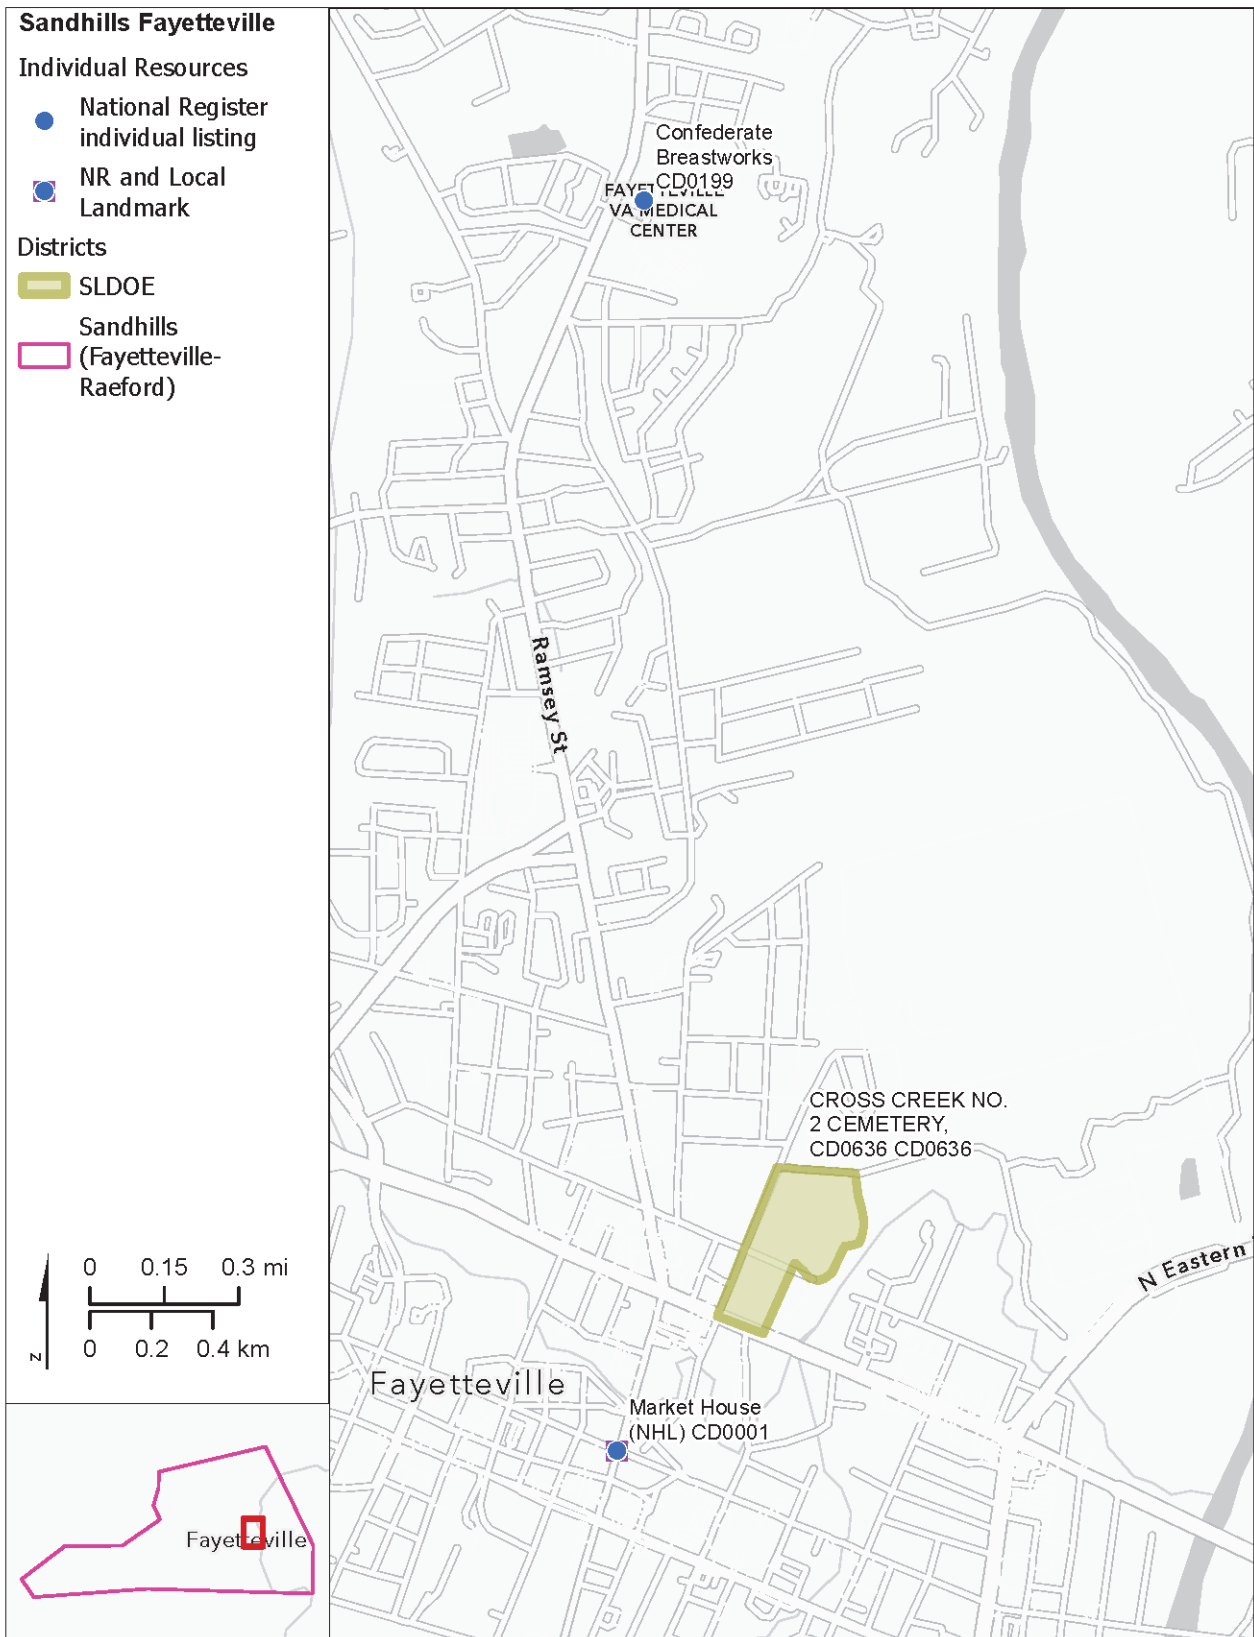 Sandhills Fayetteville
Individual Resources
National Register
individual listing
NR and Local
Landmark
Districts
SLDOE
Sandhills
(Fayetteville-
Raeford)
Confederate
Breastworks
CD0199
FAYETTEVILLE
VA MEDICAL
CENTER
Ramsey St
CROSS CREEK NO.
2 CEMETERY,
CD0636 CD0636
N Eastern
Fayetteville
Market House
(NHL) CD0001
0 0.15 0.3 mi
0 0.2 0.4 km
N
Fayetteville